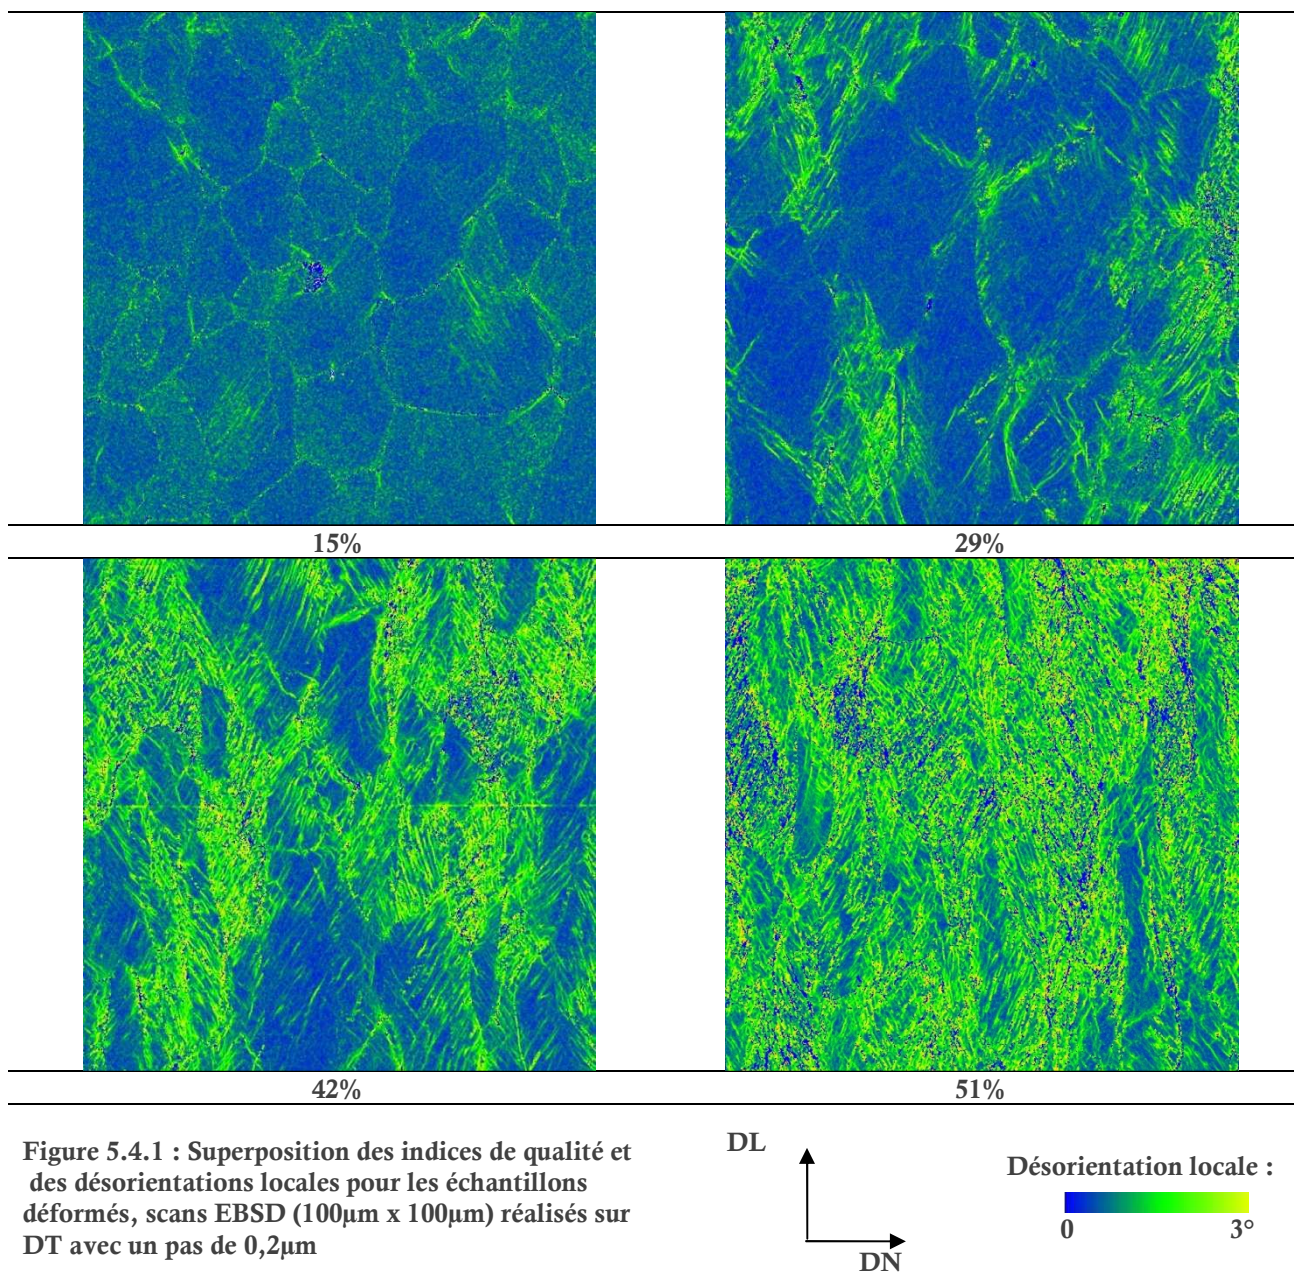 15%
29%
42%
51%
Figure 5.4.1 : Superposition des indices de qualité et
des désorientations locales pour les échantillons
déformés, scans EBSD (100µm x 100µm) réalisés sur
DT avec un pas de 0,2µm
DL
DN
Désorientation locale :
0
3°